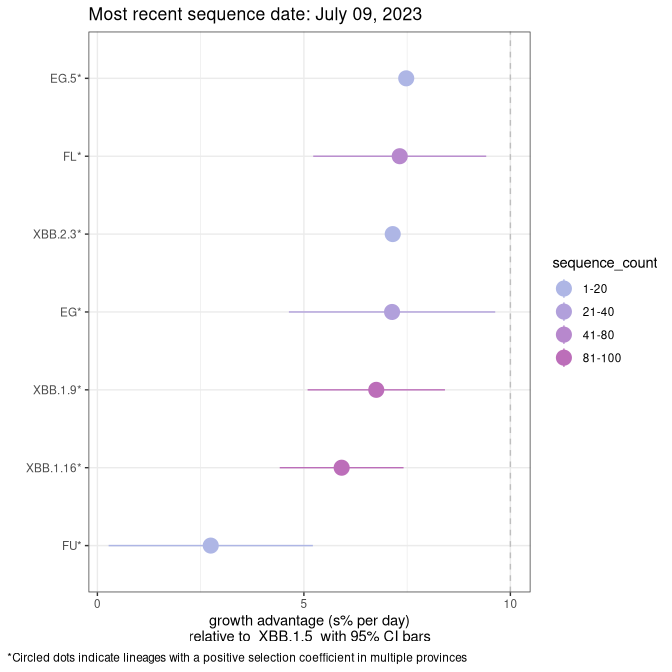 Most recent sequence date: July 09, 2023
EG.5*
FL*
XBB.2.3*
EG*
XBB.1.9*
XBB.1.16*
FU*
0
5
10
growth advantage (s% per day)
relative to XBB.1.5 with 95% CI bars
sequence_count
1-20
21-40
41-80
81-100
*Circled dots indicate lineages with a positive selection coefficient in multiple provinces